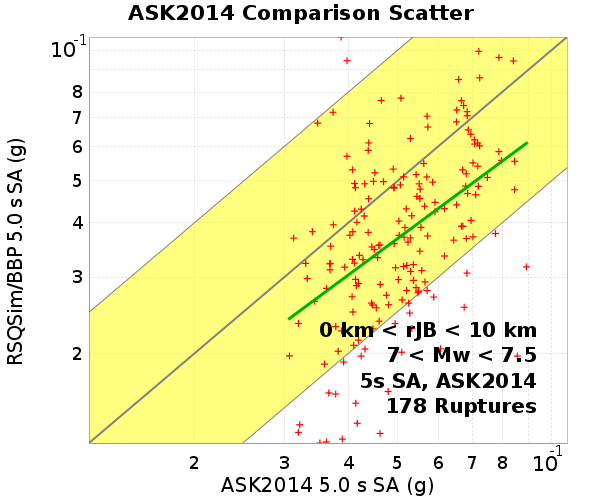 ASK2014 Comparison Scatter
RSQSim/BBP 5.0 s SA (g)
10-1
8
7
6
5
4
3
2
0 km < rJB < 10 km
7 < Mw < 7.5
5s SA, ASK2014
178 Ruptures
2 3 4 5 6 7 8 10-1
ASK2014 5.0 s SA (g)